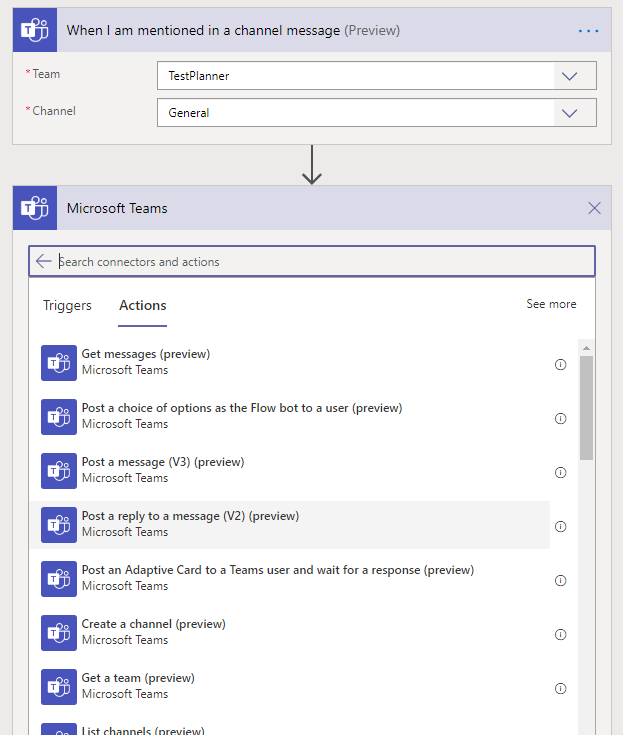 When I am mentioned in a channel message (Preview)
* Team
TestPlanner
* Channel
General
Microsoft Teams
Search connectors and actions
Triggers
Actions
See more
Get messages (preview)
Microsoft Teams
Post a choice of options as the Flow bot to a user (preview)
Microsoft Teams
Post a message (V3) (preview)
Microsoft Teams
Post a reply to a message (V2) (preview)
Microsoft Teams
Post an Adaptive Card to a Teams user and wait for a response (preview)
Microsoft Teams
Create a channel (preview)
Microsoft Teams
Get a team (preview)
Microsoft Teams
List channels (preview)